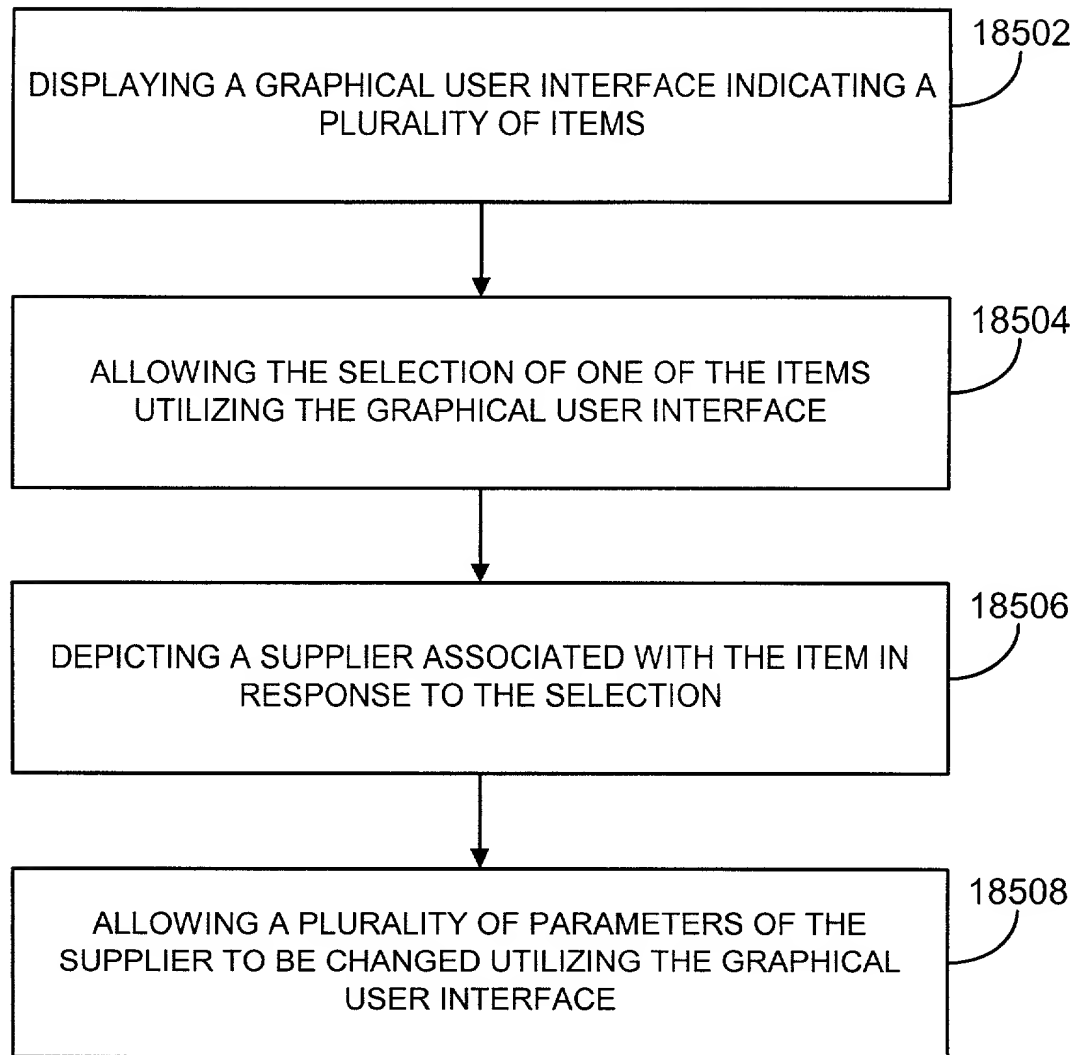 18502
DISPLAYING A GRAPHICAL USER INTERFACE INDICATING A
PLURALITY OF ITEMS
18504
ALLOWING THE SELECTION OF ONE OF THE ITEMS
UTILIZING THE GRAPHICAL USER INTERFACE
18506
DEPICTING A SUPPLIER ASSOCIATED WITH THE ITEM IN
RESPONSE TO THE SELECTION
18508
ALLOWING A PLURALITY OF PARAMETERS OF THE
SUPPLIER TO BE CHANGED UTILIZING THE GRAPHICAL
USER INTERFACE